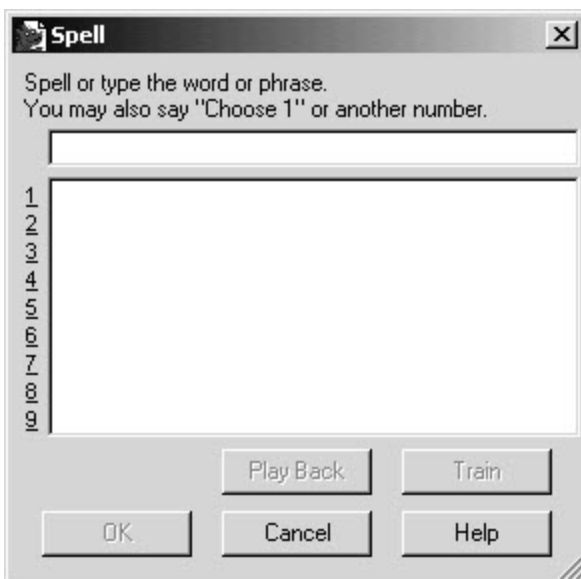 Spell
Spell or type the word or phrase.
You may also say "Choose 1" or another number.
1
2
3
4
5
6
7
8
9
Play Back Train
OK Cancel Help